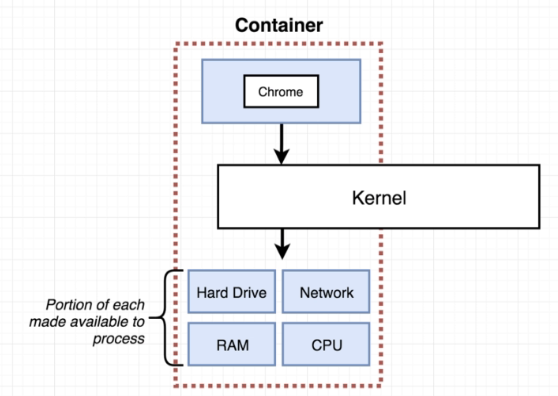 Container
Chrome
Kernel
Hard Drive
Network
Portion of each
made available to
process
RAM
CPU